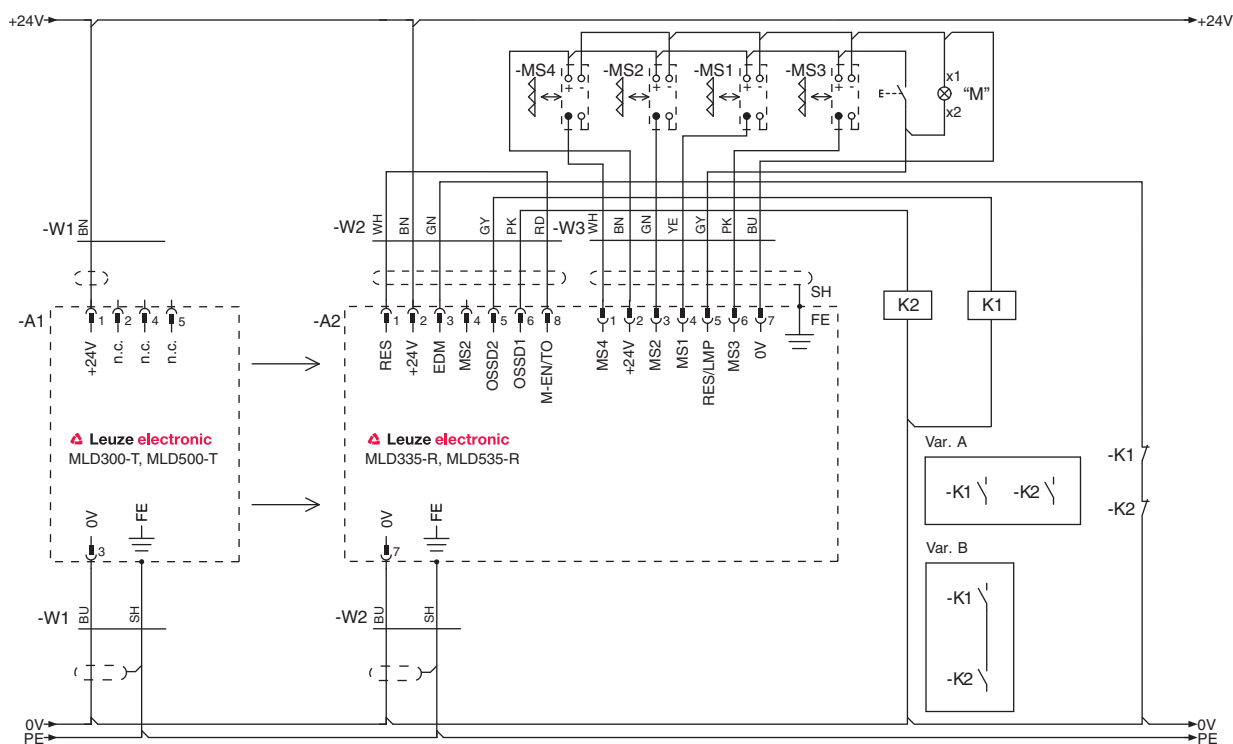 +24V
+24V
-MS4
-MS2
-MS1
-MS3
+ -
+ -
+ -
+ -
E
x1
"M"
x2
-W1
BN
-W2
WH
BN
GN
GY
PK
RD
-W3
WH
BN
GN
YE
GY
PK
BU
SH
FE
-A1
1
2
4
5
+24V
n.c.
n.c.
n.c.
-A2
1
2
3
4
5
6
8
RES
+24V
EDM
MS2
OSSD2
OSSD1
M-EN/TO
1
2
3
4
5
6
7
MS4
+24V
MS2
MS1
RES/LMP
MS3
0V
K2
K1
Leuze electronic
MLD300-T, MLD500-T
Leuze electronic
MLD335-R, MLD535-R
Var. A
-K1
-K2
-K1
-K2
Var. B
-K1
-K2
0V
FE
3
0V
FE
7
-W1
BU
SH
-W2
BU
SH
0V
PE
0V
PE